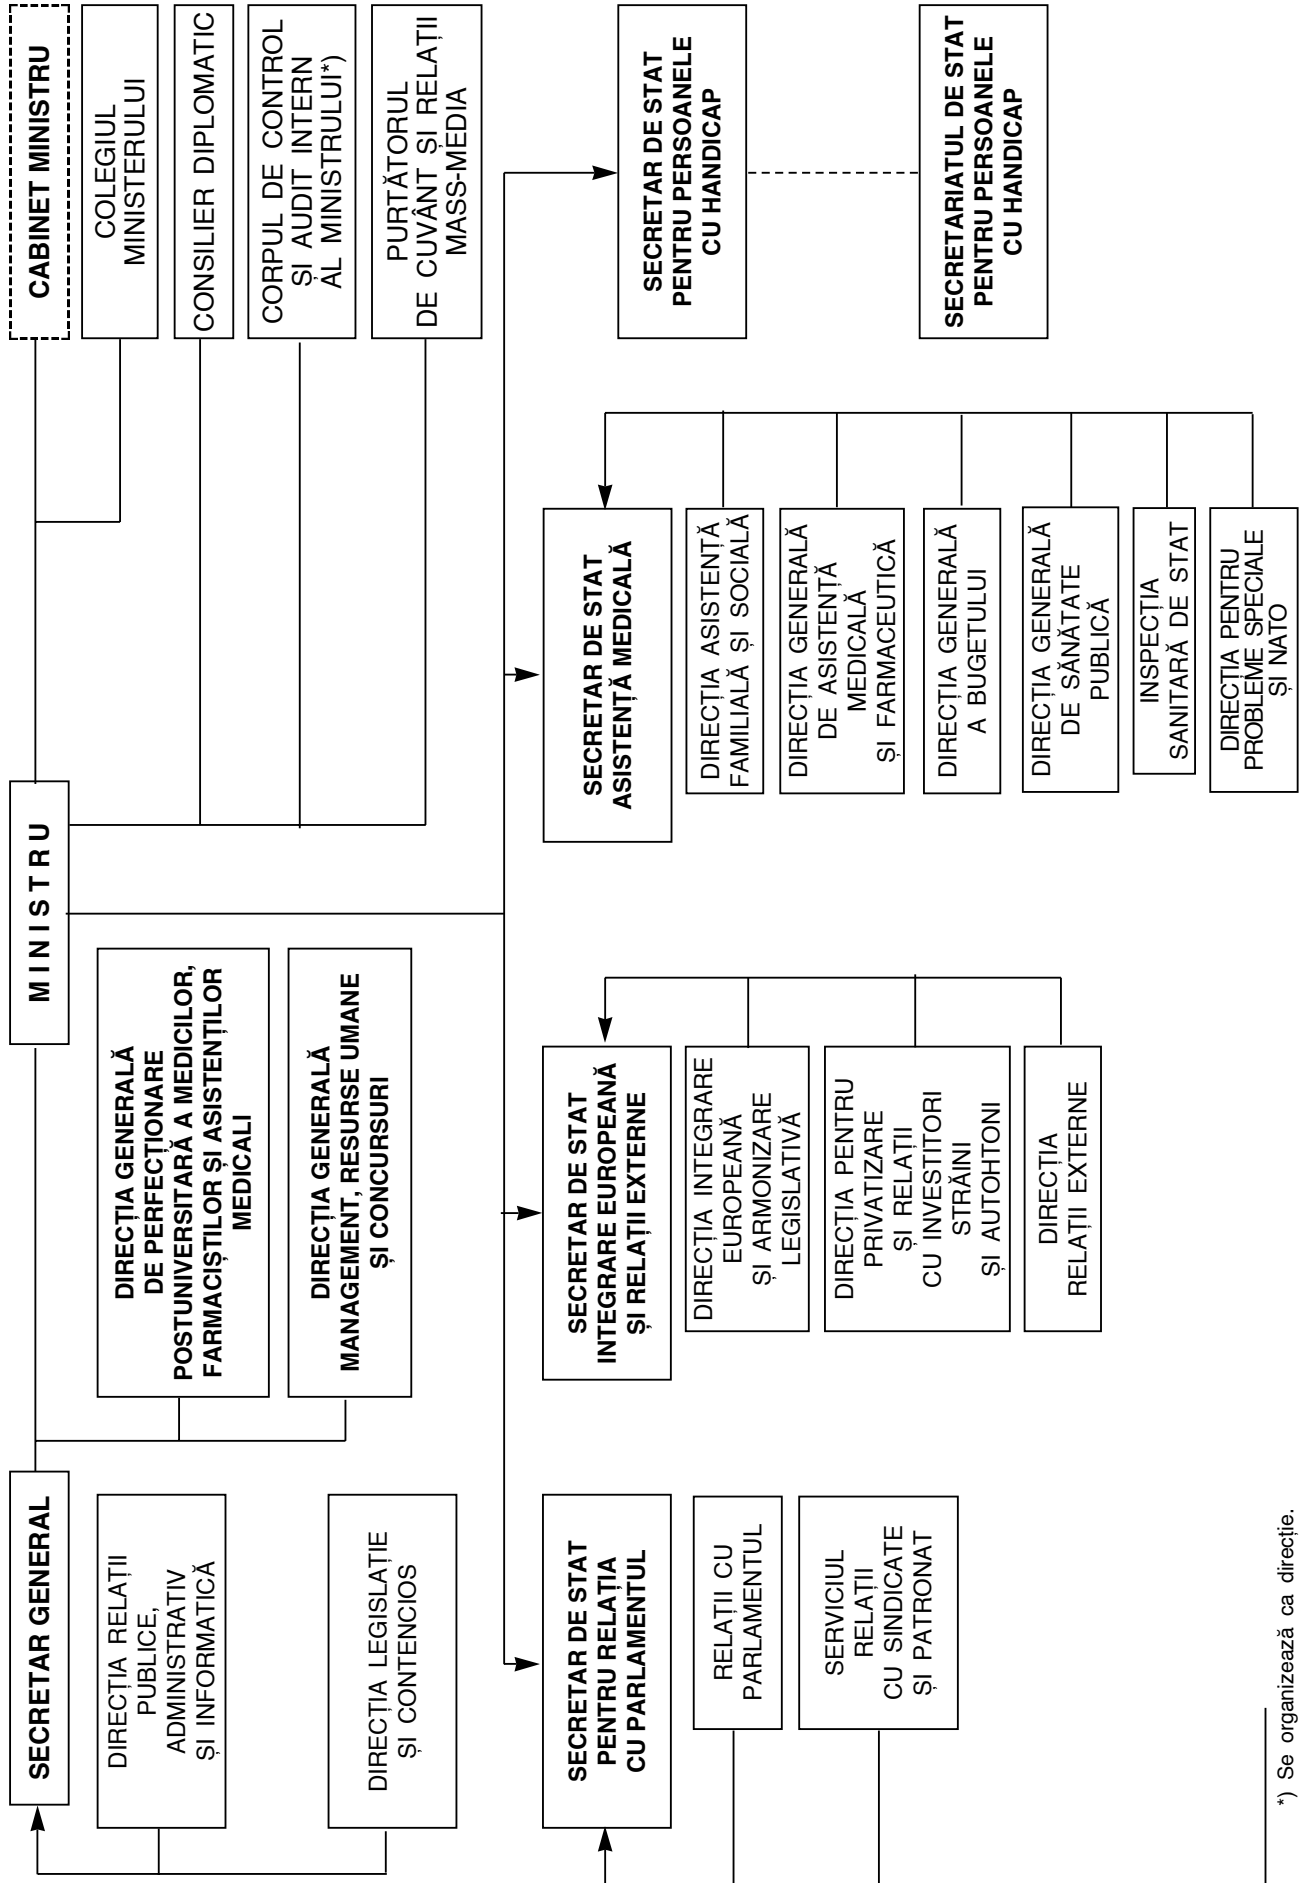 MINISTRU
CABINET MINISTRU
COLEGIUL
MINISTERULUI
CONSILIER DIPLOMATIC
CORPUL DE CONTROL
ȘI AUDIT INTERN
AL MINISTRULUI*)
PURTĂTORUL
DE CUVÂNT ȘI RELAȚII
MASS-MEDIA
SECRETAR GENERAL
DIRECȚIA RELAȚII
PUBLICE,
ADMINISTRATIV
ȘI INFORMATICĂ
DIRECȚIA LEGISLAȚIE
ȘI CONTENCIOS
DIRECȚIA GENERALĂ
DE PERFECȚIONARE
POSTUNIVERSITARĂ A MEDICILOR,
FARMACIȘTILOR ȘI ASISTENȚILOR
MEDICALI
DIRECȚIA GENERALĂ
MANAGEMENT, RESURSE UMANE
ȘI CONCURSURI
SECRETAR DE STAT
PENTRU RELAȚIA
CU PARLAMENTUL
RELAȚII CU
PARLAMENTUL
SERVICIUL
RELAȚII
CU SINDICATE
ȘI PATRONAT
SECRETAR DE STAT
INTEGRARE EUROPEANĂ
ȘI RELAȚII EXTERNE
DIRECȚIA INTEGRARE
EUROPEANĂ
ȘI ARMONIZARE
LEGISLATIVĂ
DIRECȚIA PENTRU
PRIVATIZARE
ȘI RELAȚII
CU INVESTITORI
STRĂINI
ȘI AUTOHTONI
DIRECȚIA
RELAȚII EXTERNE
SECRETAR DE STAT
ASISTENȚĂ MEDICALĂ
DIRECȚIA ASISTENȚĂ
FAMILIALĂ ȘI SOCIALĂ
DIRECȚIA GENERALĂ
DE ASISTENȚĂ
MEDICALĂ
ȘI FARMACEUTICĂ
DIRECȚIA GENERALĂ
A BUGETULUI
DIRECȚIA GENERALĂ
DE SĂNĂTATE
PUBLICĂ
INSPECȚIA
SANITARĂ DE STAT
DIRECȚIA PENTRU
PROBLEME SPECIALE
ȘI NATO
SECRETAR DE STAT
PENTRU PERSOANELE
CU HANDICAP
SECRETARIATUL DE STAT
PENTRU PERSOANELE
CU HANDICAP
*) Se organizează ca direcție.